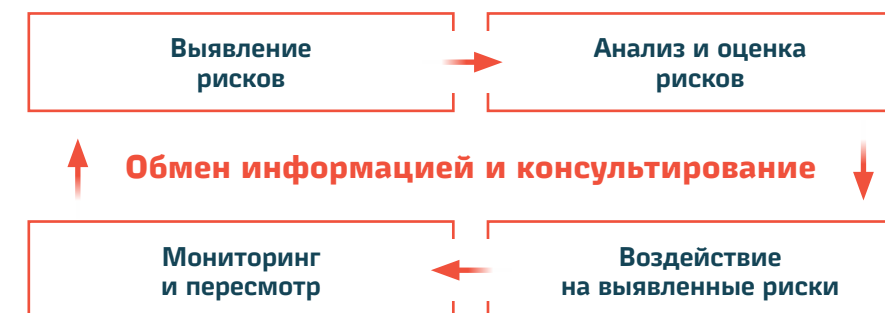 Выявление
рисков
Анализ и оценка
рисков
Обмен информацией и консультирование
Мониторинг
и пересмотр
Воздействие
на выявленные риски